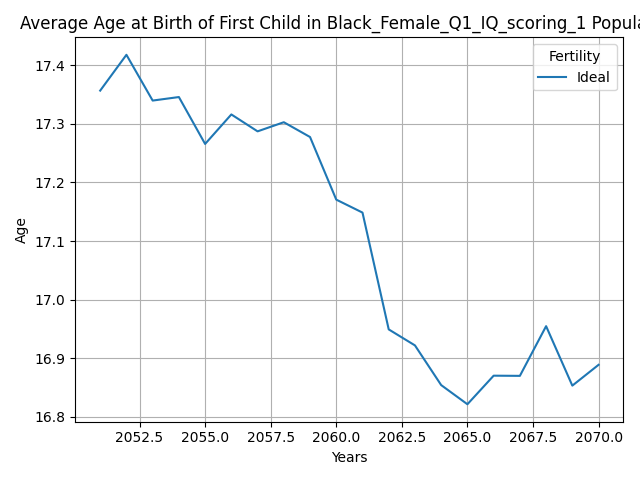 Average Age at Birth of First Child in Black_Female_Q1_IQ_scoring_1
17.4
17.3
17.2
17.1
17.0
16.9
16.8
Age
Fertility
Ideal
2052.5 2055.0 2057.5 2060.0 2062.5 2065.0 2067.5 2070.0
Years